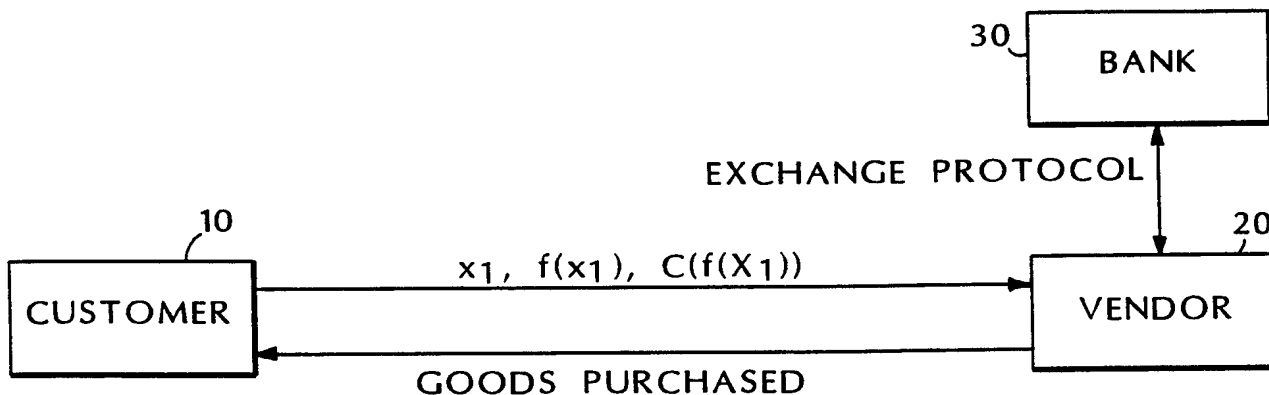 30
BANK
EXCHANGE PROTOCOL
10
20
x1, f(x1), C(f(X1))
CUSTOMER
VENDOR
GOODS PURCHASED